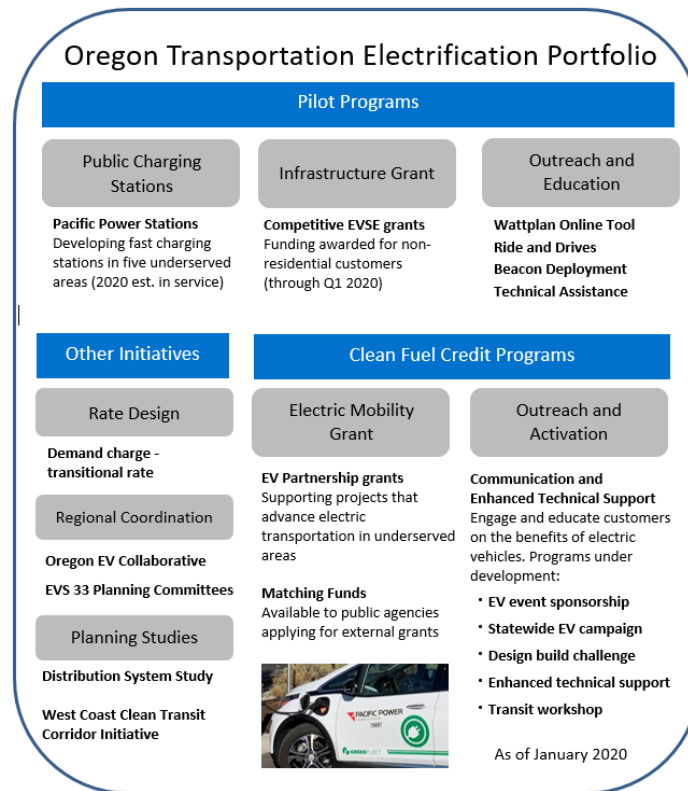 Oregon Transportation Electrification Portfolio
Pilot Programs
Public Charging
Stations
Pacific Power Stations
Developing fast charging
stations in five underserved
areas (2020 est. in service)
Infrastructure Grant
Competitive EVSE grants
Funding awarded for non-
residential customers
(through Q1 2020)
Outreach and
Education
Wattplan Online Tool
Ride and Drives
Beacon Deployment
Technical Assistance
Other Initiatives
Rate Design
Demand charge -
transitional rate
Regional Coordination
Oregon EV Collaborative
EVS 33 Planning Committees
Planning Studies
Distribution System Study
West Coast Clean Transit
Corridor Initiative
Clean Fuel Credit Programs
Electric Mobility
Grant
EV Partnership grants
Supporting projects that
advance electric
transportation in underserved
areas
Matching Funds
Available to public agencies
applying for external grants
PACIFIC POWER
GREENFLEET
Outreach and
Activation
Communication and
Enhanced Technical Support
Engage and educate customers
on the benefits of electric
vehicles. Programs under
development:
· EV event sponsorship
· Statewide EV campaign
· Design build challenge
· Enhanced technical support
· Transit workshop
As of January 2020